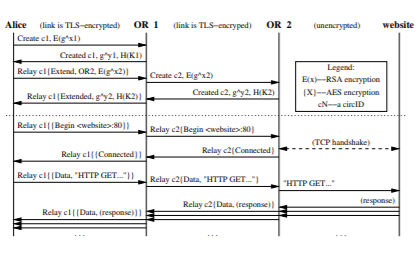 Alice (link is TLS-encrypted) OR 1 (link is TLS-encrypted) OR 2 (unencrypted) website
Create c1, E(g^x1)
Created c1, g^y1, H(K1)
Relay c1{Extend, OR2, E(g^x2)}
Create c2, E(g^x2)
Created c2, g^y2, H(K2)
Relay c1{Extended, g^y2, H(K2)}
Legend:
E(x)--RSA encryption
{X}--AES encryption
cN--a circID
Relay c1{{Begin <website>:80}}
Relay c2{Begin <website>:80}
(TCP handshake)
Relay c2{Connected}
Relay c1{{Connected}}
Relay c1{{Data, "HTTP GET..."}}
Relay c2{Data, "HTTP GET..."}
"HTTP GET..."
(response)
Relay c2{Data, (response)}
Relay c1{{Data, (response)}}
. . . . . . . . .